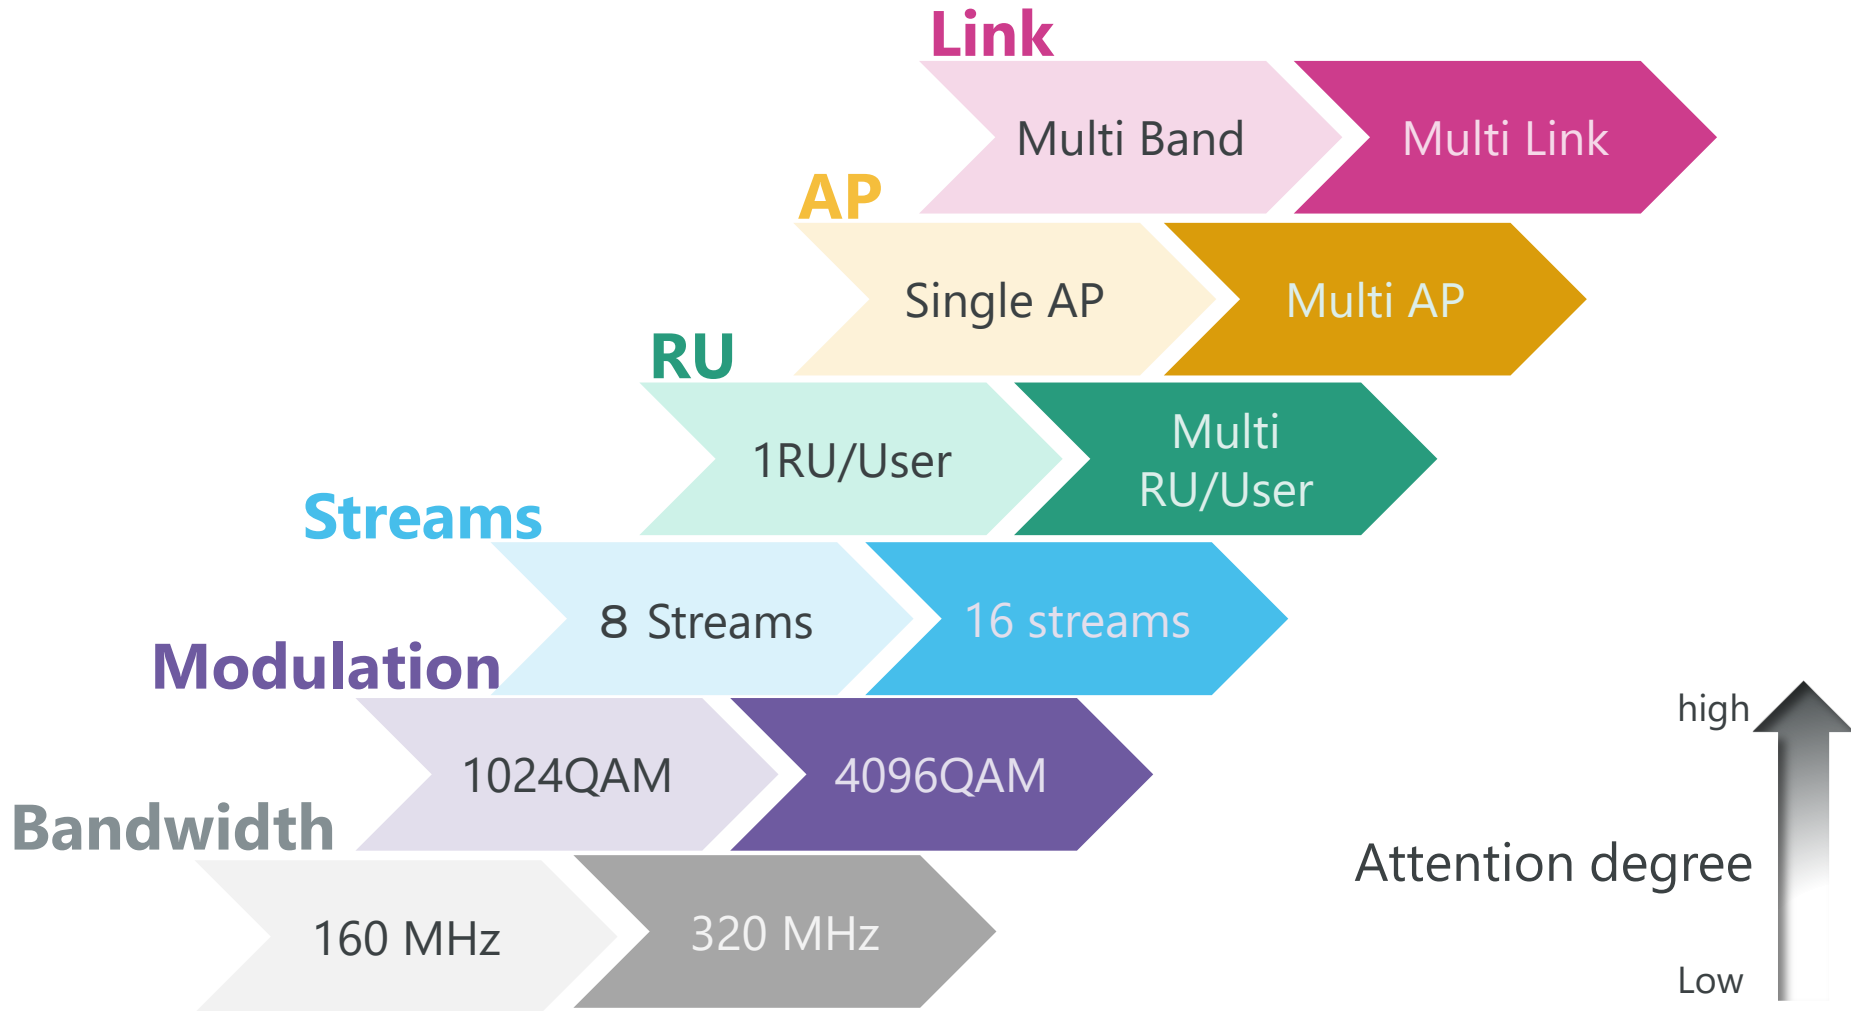 Link
Multi Band
Multi Link
AP
Single AP
Multi AP
RU
1RU/User
Multi
RU/User
Streams
8 Streams
16 streams
Modulation
1024QAM
4096QAM
Bandwidth
160 MHz
320 MHz
high
Attention degree
Low